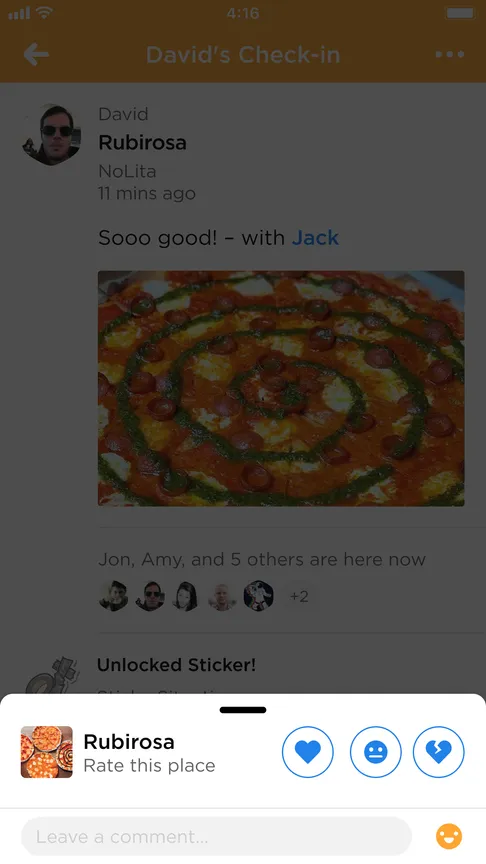 4:16
David's Check-in
David
Rubirosa
NoLita
11 mins ago
Sooo good! – with Jack
Jon, Amy, and 5 others are here now
+2
Unlocked Sticker!
Rubirosa
Rate this place
Leave a comment...